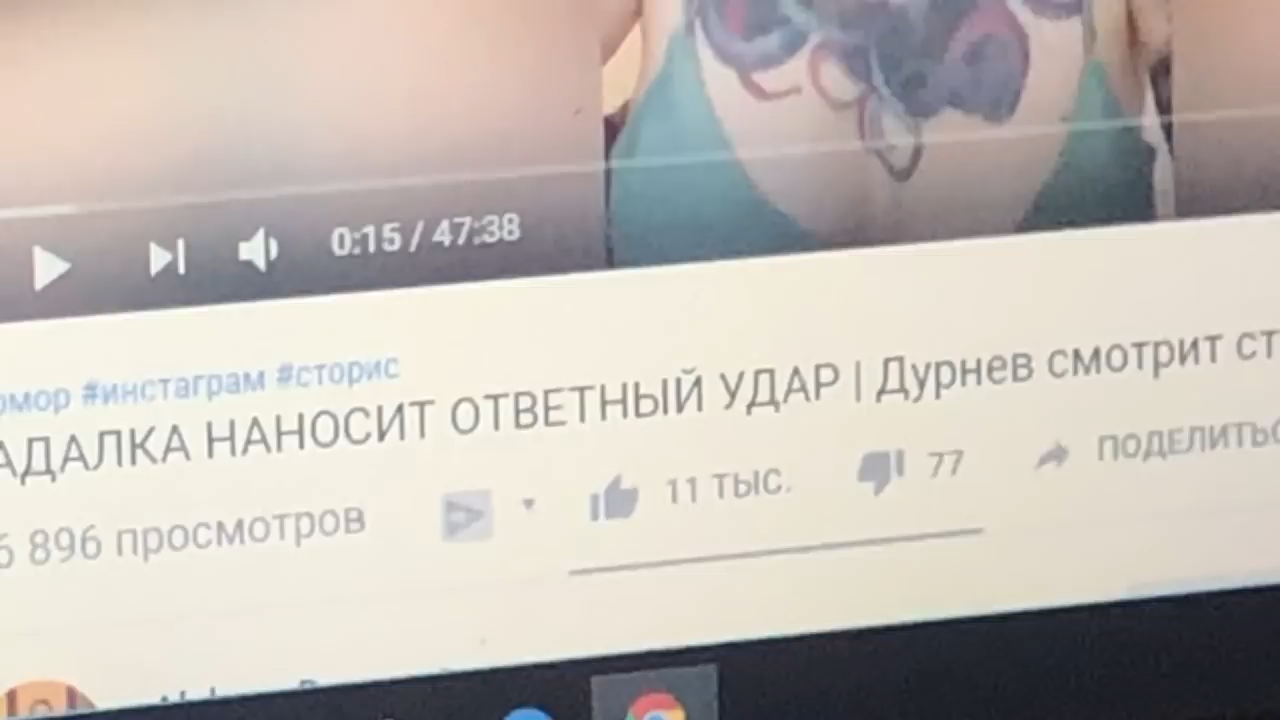 0:15 / 47:38
#инстаграм #сторис
НАНОСИТ ОТВЕТНЫЙ УДАР | Дурнев смотрит
896 просмотров
11 ТЫС.
77